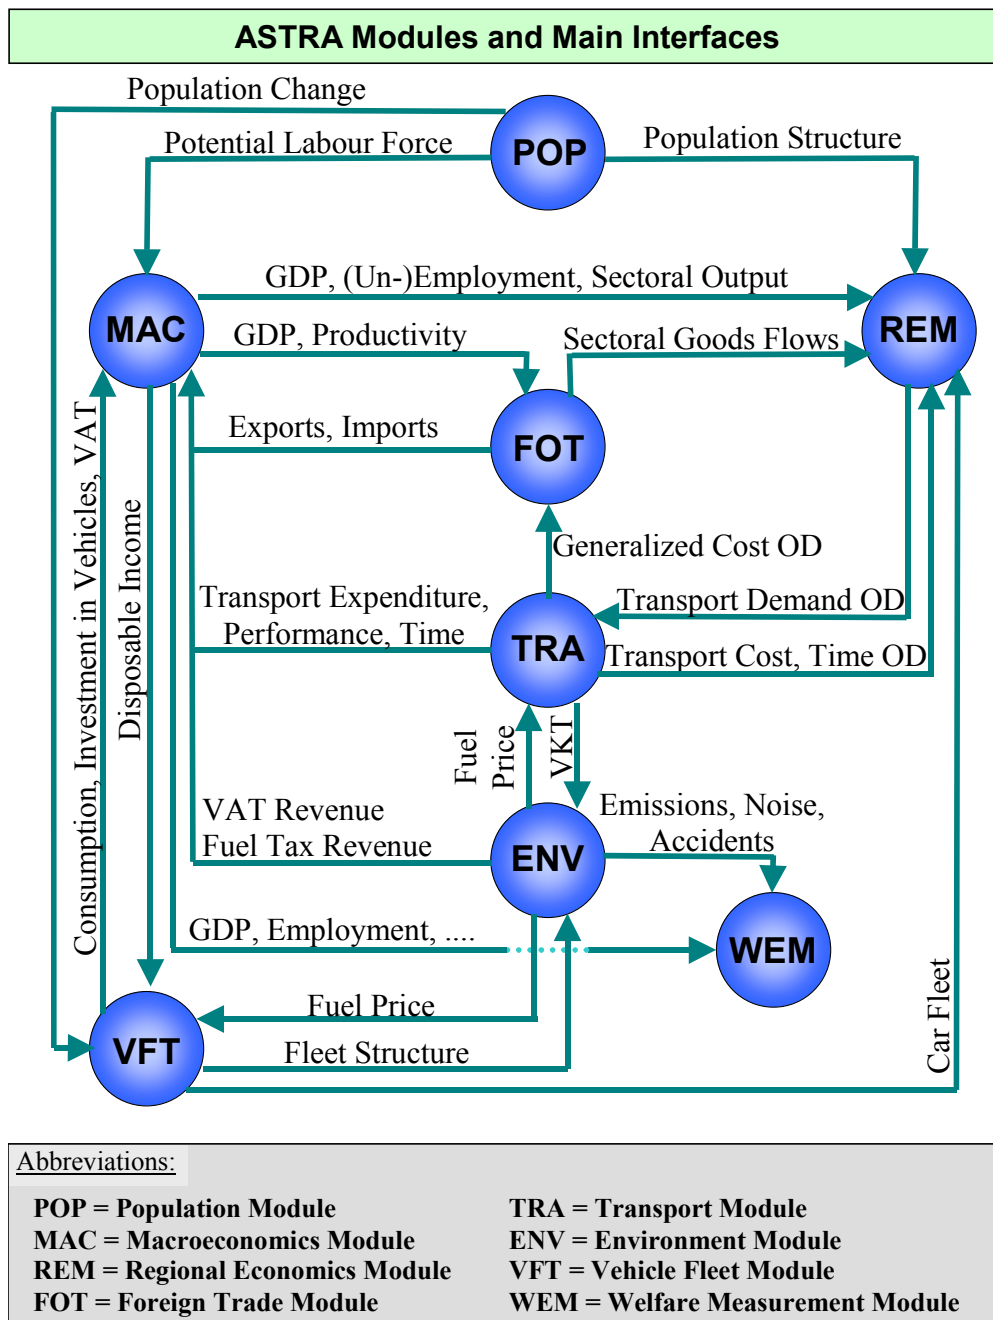 ASTRA Modules and Main Interfaces
Population Change
Potential Labour Force
POP
Population Structure
GDP, (Un-)Employment, Sectoral Output
MAC
REM
GDP, Productivity
Sectoral Goods Flows
Exports, Imports
FOT
Consumption, Investment in Vehicles, VAT
Disposable Income
Generalized Cost OD
Transport Expenditure,
Performance, Time
TRA
Transport Demand OD
Transport Cost, Time OD
Fuel
Price
VKT
VAT Revenue
Fuel Tax Revenue
ENV
Emissions, Noise,
Accidents
GDP, Employment, ....
WEM
Fuel Price
VFT
Fleet Structure
Car Fleet
Abbreviations:
POP = Population Module
MAC = Macroeconomics Module
REM = Regional Economics Module
FOT = Foreign Trade Module
TRA = Transport Module
ENV = Environment Module
VFT = Vehicle Fleet Module
WEM = Welfare Measurement Module